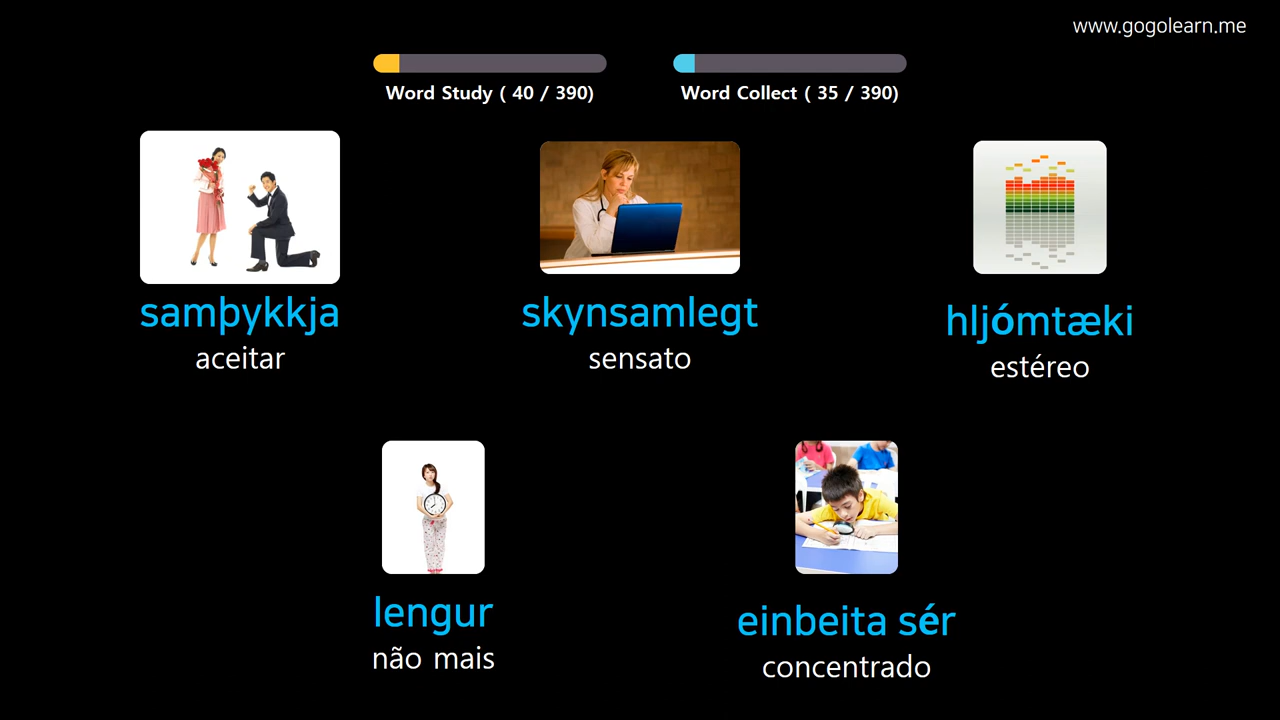 www.gogolearn.me
Word Study ( 40 / 390)
Word Collect ( 35 / 390)
samþykkja
aceitar
skynsamlegt
sensato
hljómtæki
estéreo
lengur
não mais
einbeita sér
concentrado